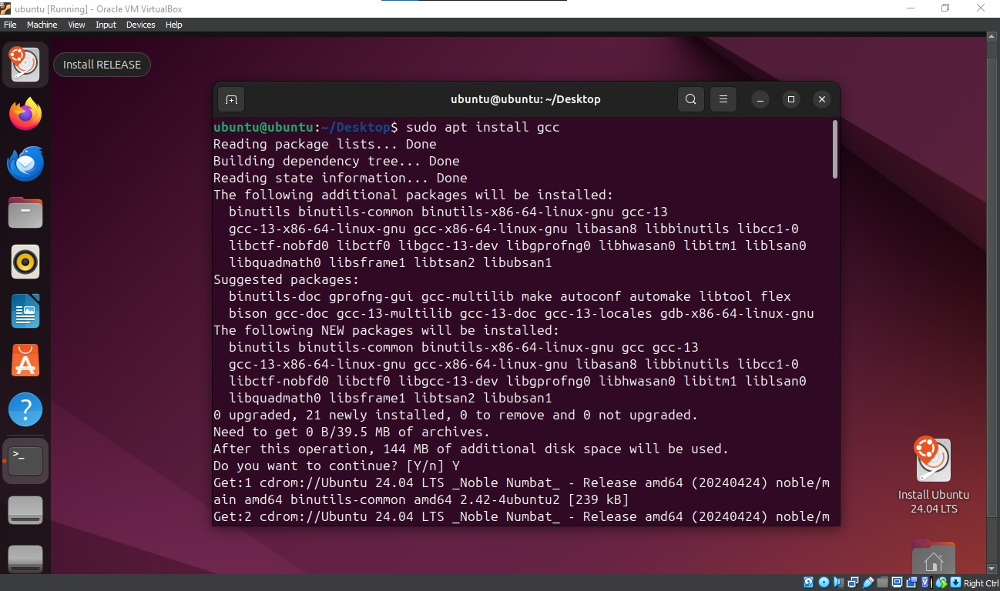 ubuntu [Running] - Oracle VM VirtualBox
File Machine View Input Devices Help
Install RELEASE
ubuntu@ubuntu: ~/Desktop
ubuntu@ubuntu:~/Desktop$ sudo apt install gcc
Reading package lists... Done
Building dependency tree... Done
Reading state information... Done
The following additional packages will be installed:
  binutils binutils-common binutils-x86-64-linux-gnu gcc-13
  gcc-13-x86-64-linux-gnu gcc-x86-64-linux-gnu libasan8 libbinutils libcc1-0
  libctf-nobfd0 libctf0 libgcc-13-dev libgprofng0 libhwasan0 libitm1 liblsan0
  libquadmath0 libsframe1 libtsan2 libubsan1
Suggested packages:
  binutils-doc gprofng-gui gcc-multilib make autoconf automake libtool flex
  bison gcc-doc gcc-13-multilib gcc-13-doc gcc-13-locales gdb-x86-64-linux-gnu
The following NEW packages will be installed:
  binutils binutils-common binutils-x86-64-linux-gnu gcc gcc-13
  gcc-13-x86-64-linux-gnu gcc-x86-64-linux-gnu libasan8 libbinutils libcc1-0
  libctf-nobfd0 libctf0 libgcc-13-dev libgprofng0 libhwasan0 libitm1 liblsan0
  libquadmath0 libsframe1 libtsan2 libubsan1
0 upgraded, 21 newly installed, 0 to remove and 0 not upgraded.
Need to get 0 B/39.5 MB of archives.
After this operation, 144 MB of additional disk space will be used.
Do you want to continue? [Y/n] Y
Get:1 cdrom://Ubuntu 24.04 LTS _Noble Numbat_ - Release amd64 (20240424) noble/m
ain amd64 binutils-common amd64 2.42-4ubuntu2 [239 kB]
Get:2 cdrom://Ubuntu 24.04 LTS _Noble Numbat_ - Release amd64 (20240424) noble/m
Install Ubuntu
24.04 LTS
Right Ctrl